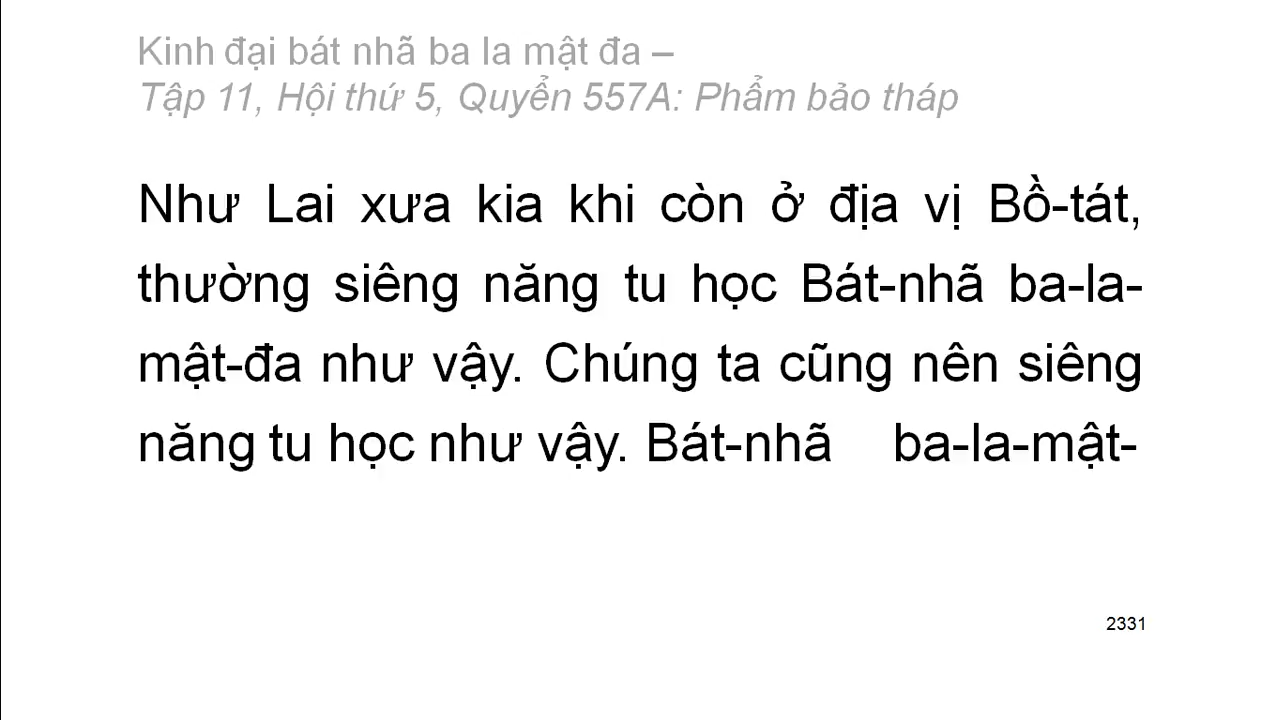 Kinh đại bát nhã ba la mật đa –
Tập 11, Hội thứ 5, Quyển 557A: Phẩm bảo tháp
Như Lai xưa kia khi còn ở địa vị Bồ-tát,
thường siêng năng tu học Bát-nhã ba-la-
mật-đa như vậy. Chúng ta cũng nên siêng
năng tu học như vậy. Bát-nhã ba-la-mật-
2331